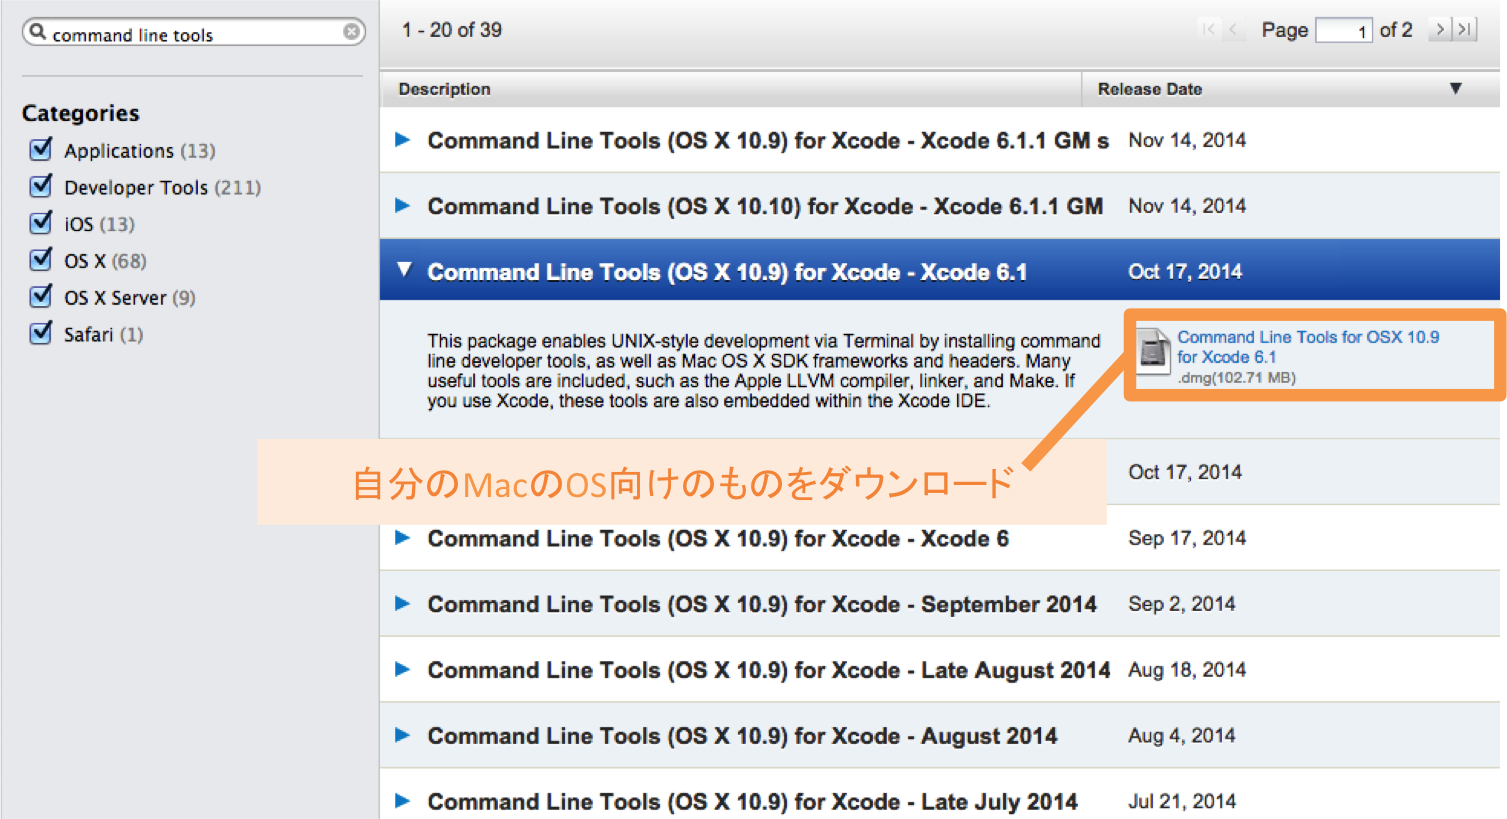 command line tools
Categories
Applications (13)
Developer Tools (211)
iOS (13)
OS X (68)
OS X Server (9)
Safari (1)
1 - 20 of 39
Page 1 of 2
Description Release Date
Command Line Tools (OS X 10.9) for Xcode - Xcode 6.1.1 GM s Nov 14, 2014
Command Line Tools (OS X 10.10) for Xcode - Xcode 6.1.1 GM Nov 14, 2014
Command Line Tools (OS X 10.9) for Xcode - Xcode 6.1 Oct 17, 2014
This package enables UNIX-style development via Terminal by installing command
line developer tools, as well as Mac OS X SDK frameworks and headers. Many
useful tools are included, such as the Apple LLVM compiler, linker, and Make. If
you use Xcode, these tools are also embedded within the Xcode IDE.
Command Line Tools for OSX 10.9
for Xcode 6.1
.dmg(102.71 MB)
自分のMacのOS向けのものをダウンロード
Oct 17, 2014
Command Line Tools (OS X 10.9) for Xcode - Xcode 6 Sep 17, 2014
Command Line Tools (OS X 10.9) for Xcode - September 2014 Sep 2, 2014
Command Line Tools (OS X 10.9) for Xcode - Late August 2014 Aug 18, 2014
Command Line Tools (OS X 10.9) for Xcode - August 2014 Aug 4, 2014
Command Line Tools (OS X 10.9) for Xcode - Late July 2014 Jul 21, 2014